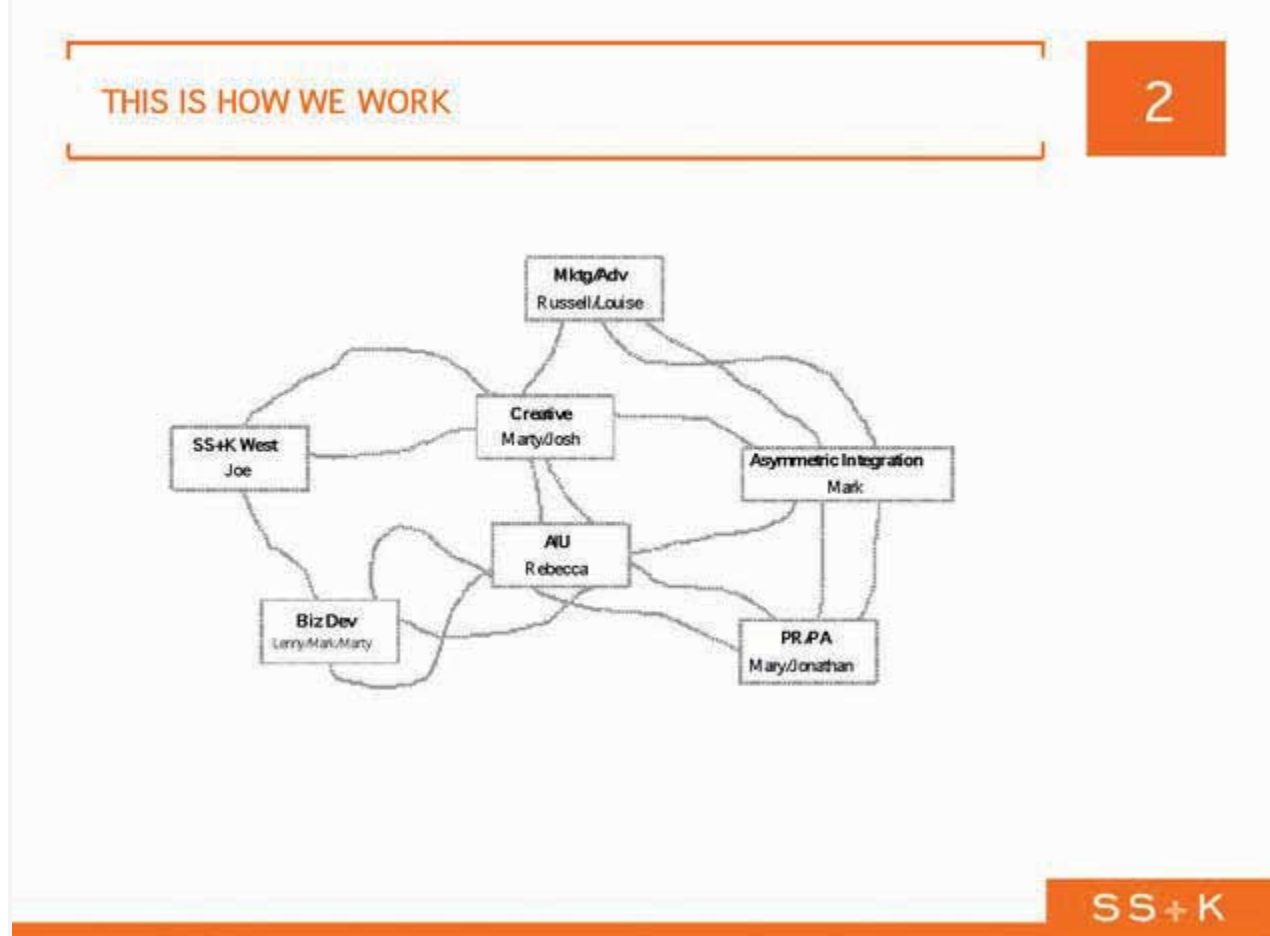 THIS IS HOW WE WORK
2
Mktg/Adv
Russell/Louise
Creative
Marty/Josh
SS+K West
Joe
Asymmetric Integration
Mark
AIU
Rebecca
Biz Dev
Lenny/Mark/Marty
PR/PA
Mary/Jonathan
SS+K